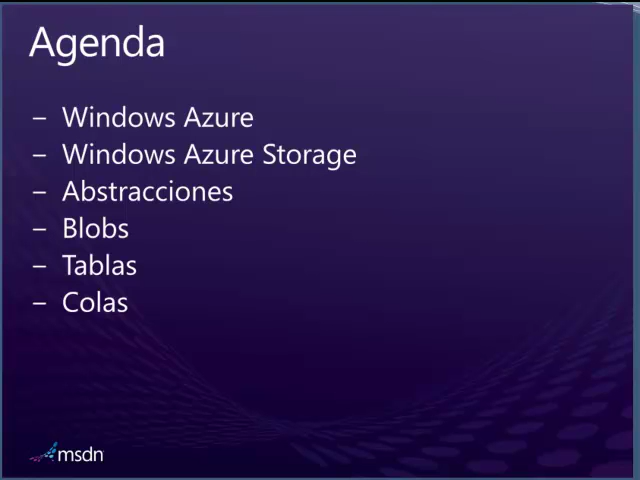 Agenda
– Windows Azure
– Windows Azure Storage
– Abstracciones
– Blobs
– Tablas
– Colas
msdn